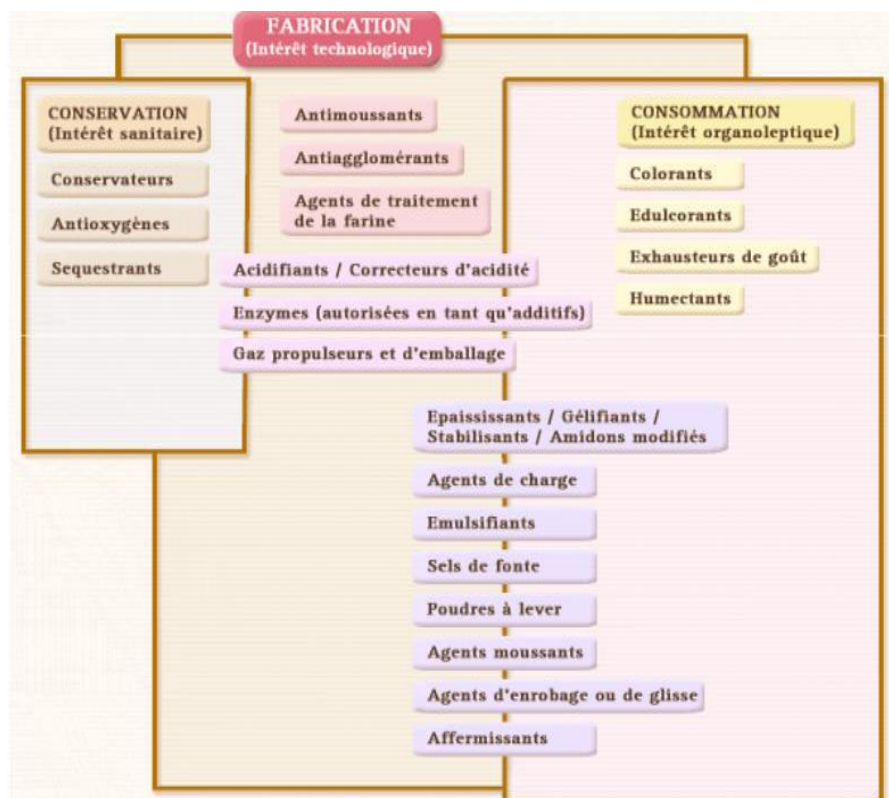 FABRICATION
(Intérêt technologique)
CONSERVATION
(Intérêt sanitaire)
Conservateurs
Antioxygènes
Sequestrants
Antimoussants
Antiagglomérants
Agents de traitement
de la farine
Acidifiants / Correcteurs d'acidité
Enzymes (autorisées en tant qu'additifs)
Gaz propulseurs et d'emballage
CONSOMMATION
(Intérêt organoleptique)
Colorants
Edulcorants
Exhausteurs de goût
Humectants
Epaississants / Gélifiants /
Stabilisants / Amidons modifiés
Agents de charge
Emulsifiants
Sels de fonte
Poudres à lever
Agents moussants
Agents d'enrobage ou de glisse
Affermissants